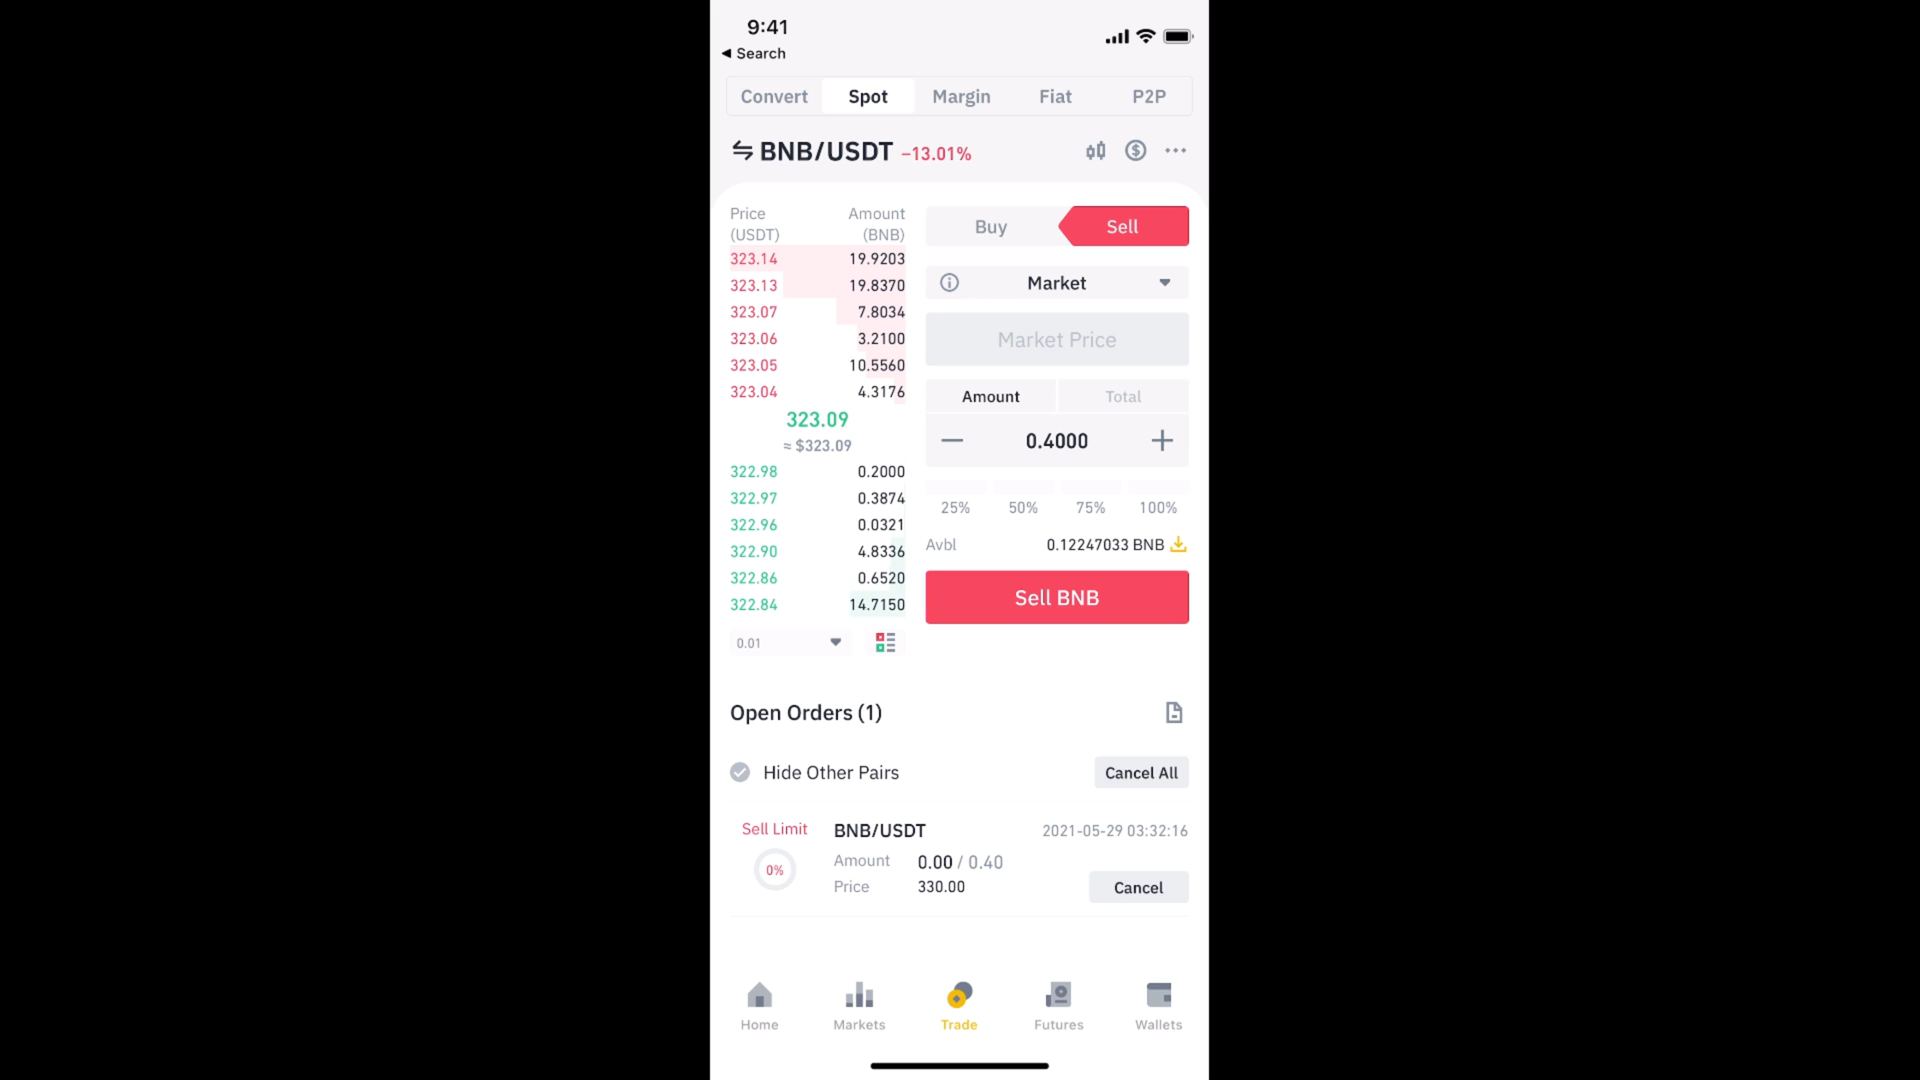 9:41
◀ Search
Convert Spot Margin Fiat P2P
BNB/USDT –13.01%
Price (USDT) Amount (BNB)
323.14 19.9203
323.13 19.8370
323.07 7.8034
323.06 3.2100
323.05 10.5560
323.04 4.3176
323.09
≈ $323.09
322.98 0.2000
322.97 0.3874
322.96 0.0321
322.90 4.8336
322.86 0.6520
322.84 14.7150
0.01
Buy Sell
Market
Market Price
Amount Total
0.4000
25% 50% 75% 100%
Avbl 0.12247033 BNB
Sell BNB
Open Orders (1)
Hide Other Pairs Cancel All
Sell Limit BNB/USDT 2021-05-29 03:32:16
0% Amount 0.00 / 0.40
Price 330.00 Cancel
Home Markets Trade Futures Wallets